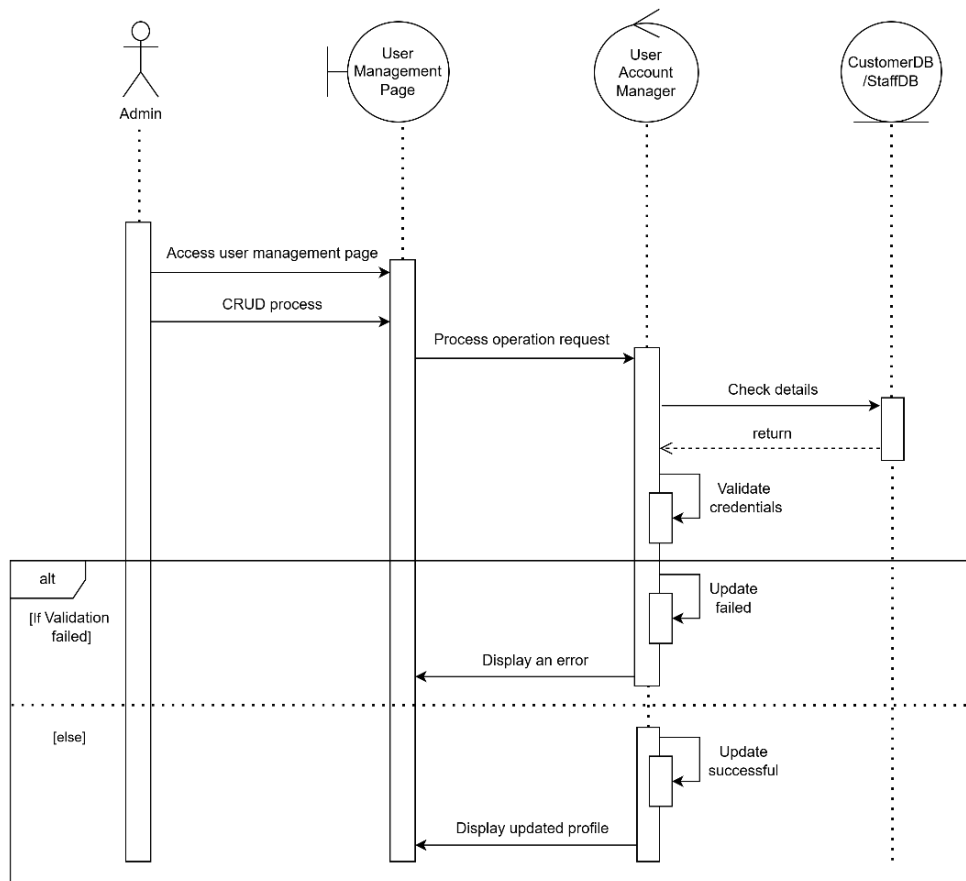 Admin
User
Management
Page
User
Account
Manager
CustomerDB
/StaffDB
Access user management page
CRUD process
Process operation request
Check details
return
Validate
credentials
alt
[If Validation
failed]
Update
failed
Display an error
[else]
Update
successful
Display updated profile